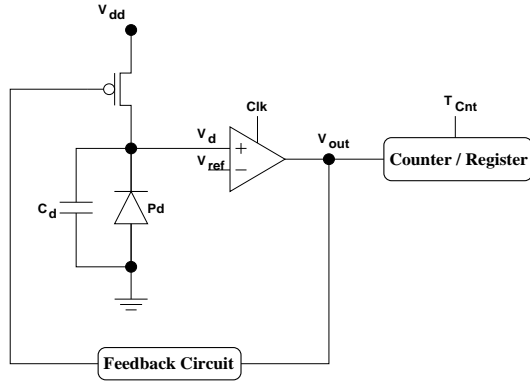 Vdd
Clk
TCnt
Vd
Vout
+
Vref
−
Counter / Register
Cd
Pd
Feedback Circuit